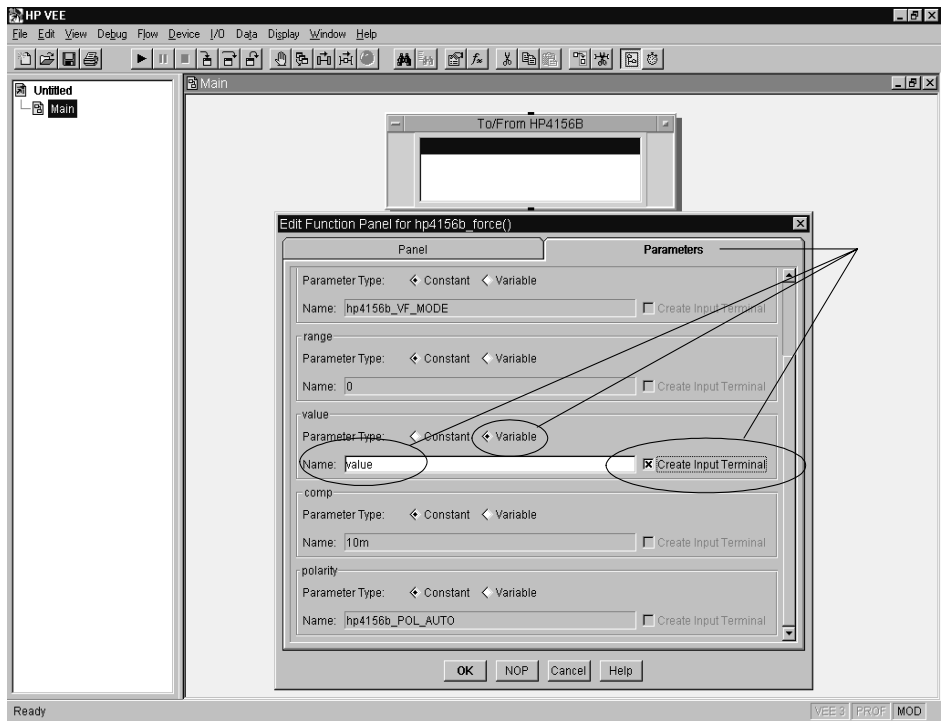 HP VEE
File Edit View Debug Flow Device I/O Data Display Window Help
Untitled
Main
Main
To/From HP4156B
Edit Function Panel for hp4156b_force()
Panel Parameters
Parameter Type: Constant Variable
Name: hp4156b_VF_MODE Create Input Terminal
range
Parameter Type: Constant Variable
Name: 0 Create Input Terminal
value
Parameter Type: Constant Variable
Name: value Create Input Terminal
comp
Parameter Type: Constant Variable
Name: 10m Create Input Terminal
polarity
Parameter Type: Constant Variable
Name: hp4156b_POL_AUTO Create Input Terminal
OK NOP Cancel Help
Ready VEE 3 PROF MOD